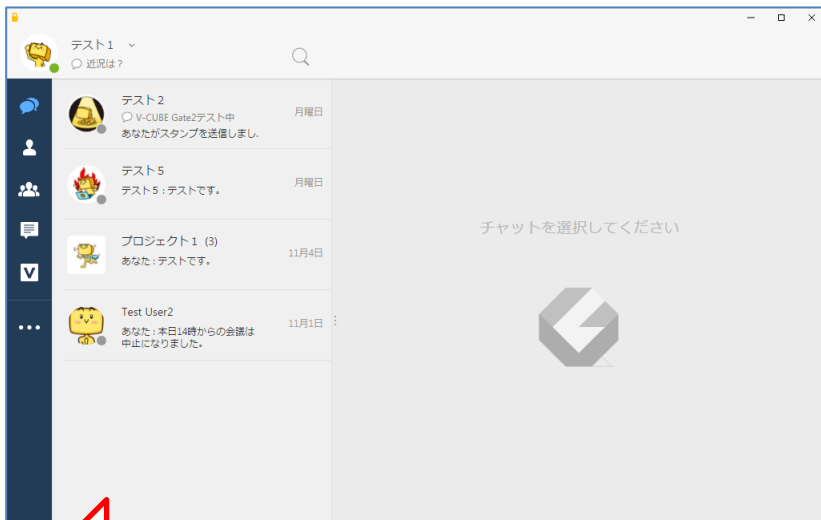 テスト1
近況は？
テスト2
V-CUBE Gate2テスト中
あなたがスタンプを送信しまし.
月曜日
テスト5
テスト5：テストです。
月曜日
プロジェクト1 (3)
あなた：テストです。
11月4日
Test User2
あなた：本日14時からの会議は
中止になりました。
11月1日
チャットを選択してください
V